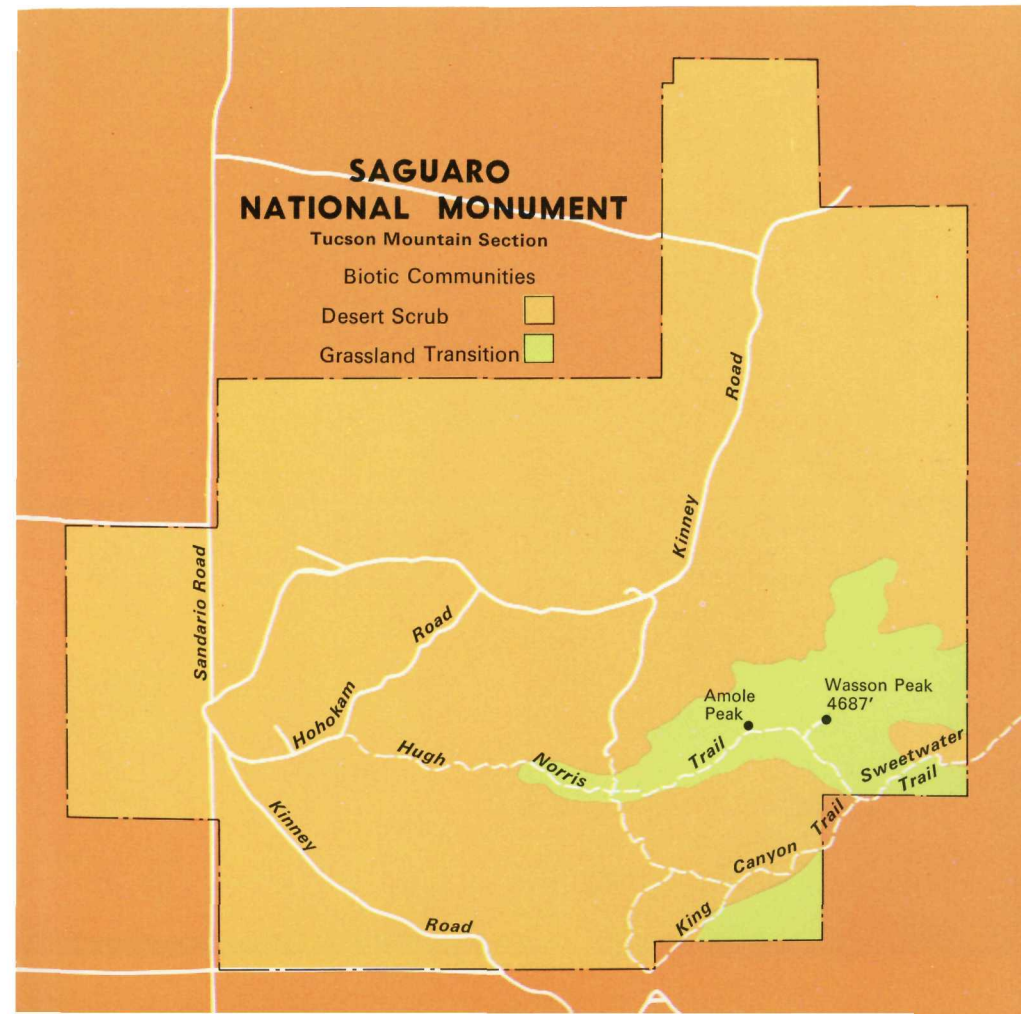 SAGUARO
NATIONAL MONUMENT
Tucson Mountain Section
Biotic Communities
Desert Scrub
Grassland Transition
Kinney Road
Sandario Road
Hohokam Road
Hugh Norris Trail
Amole
Peak
Wasson Peak
4687'
Sweetwater
Trail
Kinney Road
King Canyon Trail